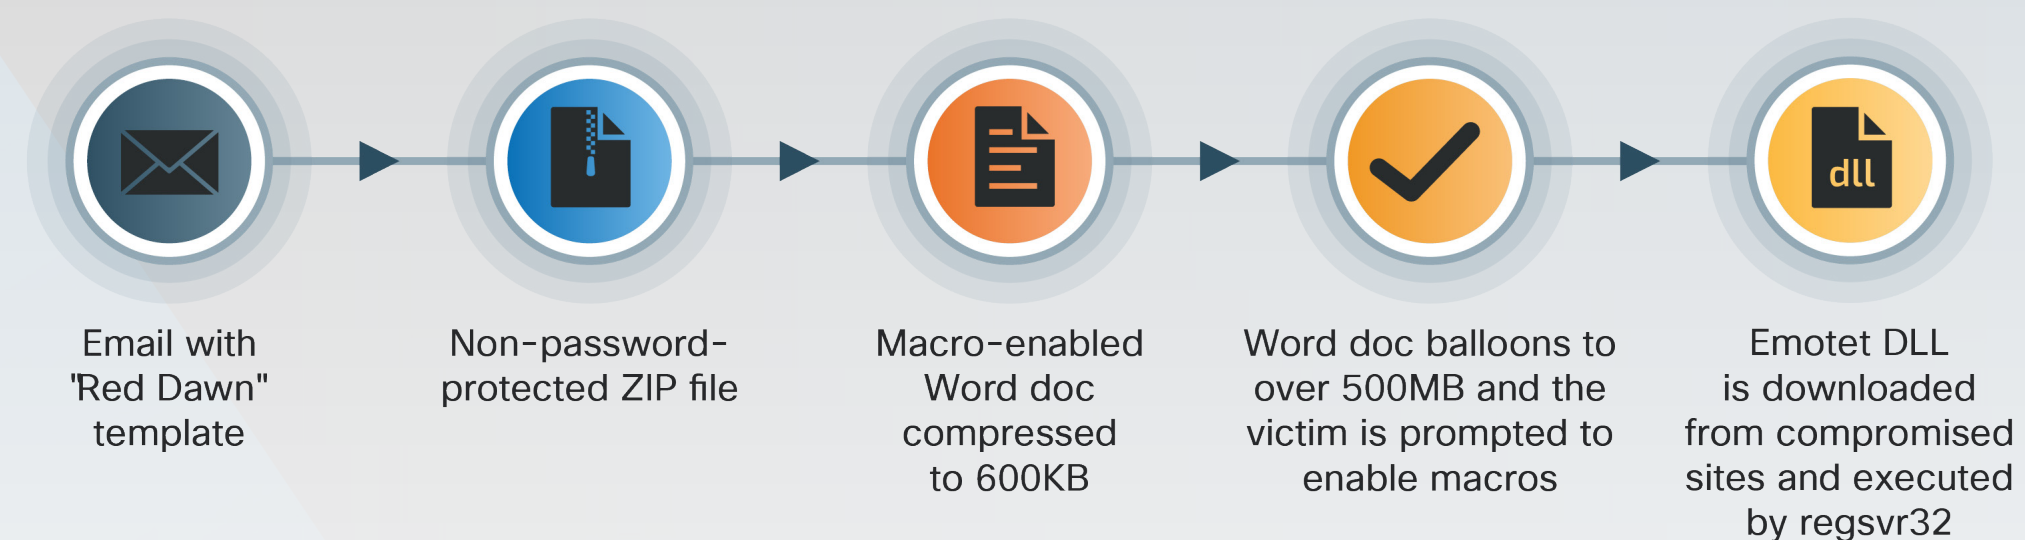 dll
Email with
"Red Dawn"
template
Non-password-
protected ZIP file
Macro-enabled
Word doc
compressed
to 600KB
Word doc balloons to
over 500MB and the
victim is prompted to
enable macros
Emotet DLL
is downloaded
from compromised
sites and executed
by regsvr32